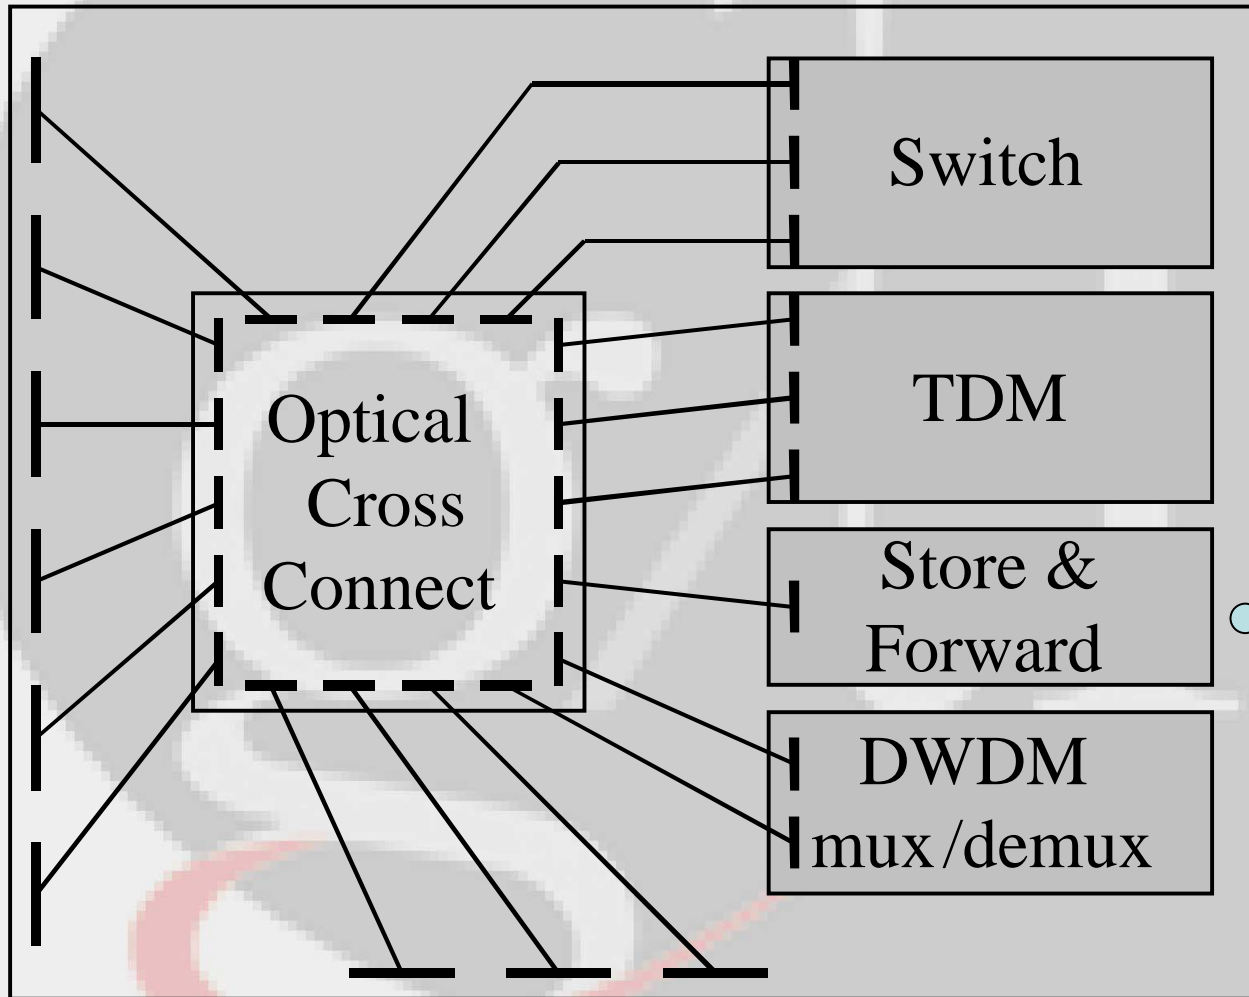 Switch
TDM
Optical
Cross
Connect
Store &
Forward
DWDM
mux /demux